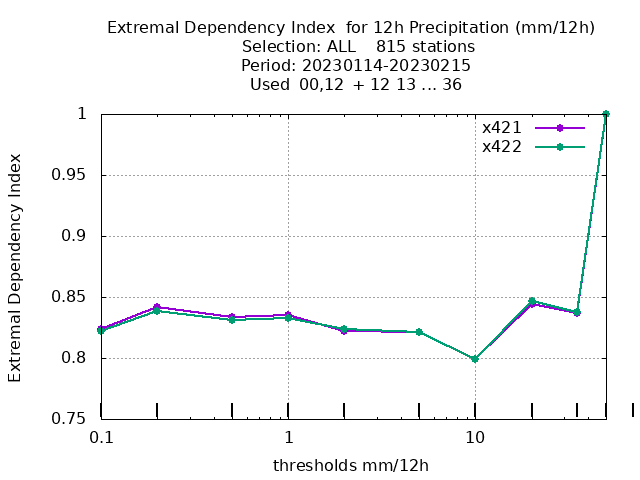 Extremal Dependency Index  for 12h Precipitation (mm/12h)
Selection: ALL    815 stations
Period: 20230114-20230215
Used  00,12  + 12 13 ... 36
x421
x422
1
0.95
0.9
0.85
0.8
0.75
0.1
1
10
Extremal Dependency Index
thresholds mm/12h